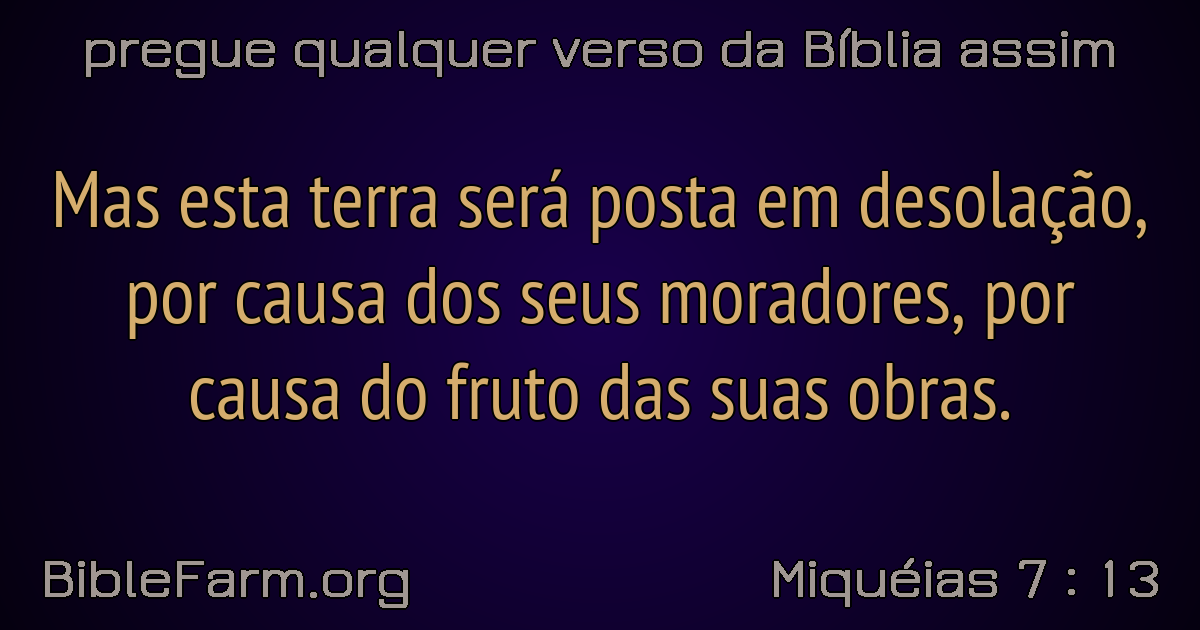 pregue qualquer verso da Bíblia assim
Mas esta terra será posta em desolação,
por causa dos seus moradores, por
causa do fruto das suas obras.
BibleFarm.org
Miquéias 7 : 13